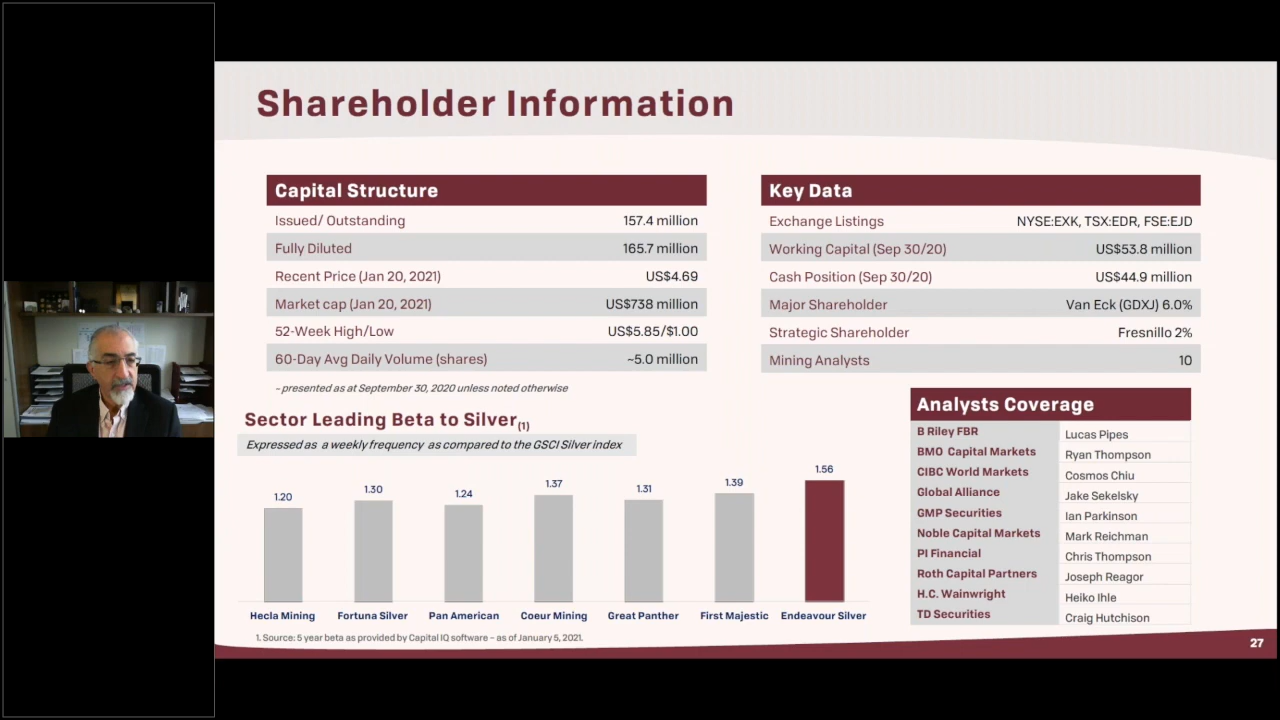 Shareholder Information
Capital Structure
Issued/ Outstanding 157.4 million
Fully Diluted 165.7 million
Recent Price (Jan 20, 2021) US$4.69
Market cap (Jan 20, 2021) US$738 million
52-Week High/Low US$5.85/$1.00
60-Day Avg Daily Volume (shares) ~5.0 million
- presented as at September 30, 2020 unless noted otherwise
Key Data
Exchange Listings NYSE:EXK, TSX:EDR, FSE:EJD
Working Capital (Sep 30/20) US$53.8 million
Cash Position (Sep 30/20) US$44.9 million
Major Shareholder Van Eck (GDXJ) 6.0%
Strategic Shareholder Fresnillo 2%
Mining Analysts 10
Sector Leading Beta to Silver(1)
Expressed as a weekly frequency as compared to the GSCI Silver index
1.20 1.30 1.24 1.37 1.31 1.39 1.56
Hecla Mining Fortuna Silver Pan American Coeur Mining Great Panther First Majestic Endeavour Silver
1. Source: 5 year beta as provided by Capital IQ software – as of January 5, 2021.
Analysts Coverage
B Riley FBR Lucas Pipes
BMO Capital Markets Ryan Thompson
CIBC World Markets Cosmos Chiu
Global Alliance Jake Sekelsky
GMP Securities Ian Parkinson
Noble Capital Markets Mark Reichman
PI Financial Chris Thompson
Roth Capital Partners Joseph Reagor
H.C. Wainwright Heiko Ihle
TD Securities Craig Hutchison
27